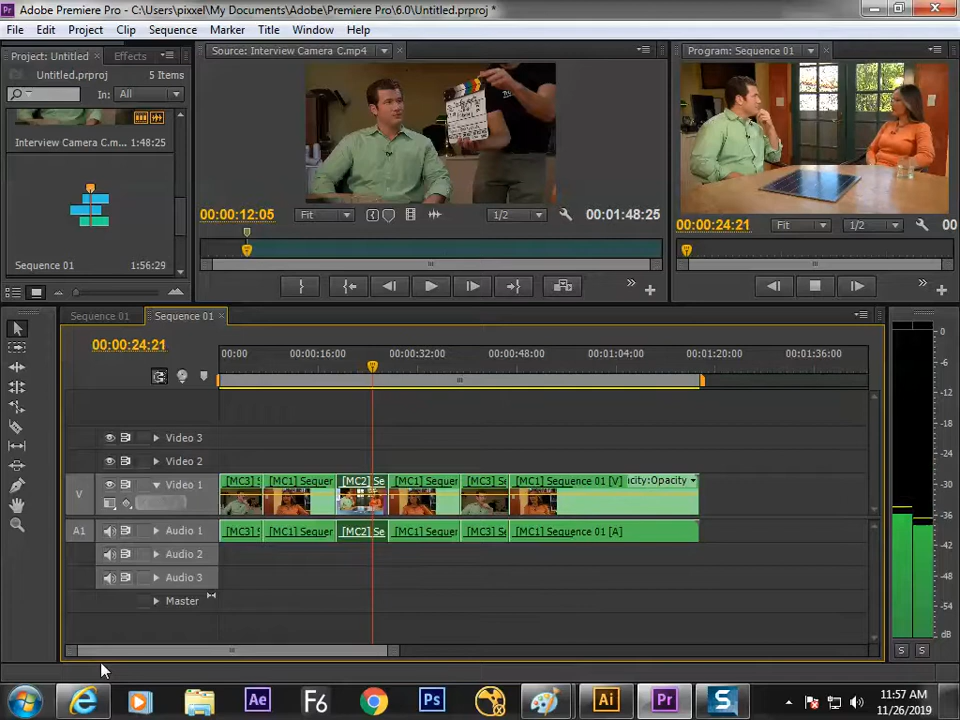 Adobe Premiere Pro - C:\Users\pixxel\My Documents\Adobe\Premiere Pro\6.0\Untitled.prproj *
File Edit Project Clip Sequence Marker Title Window Help
Project: Untitled × Effects
Source: Interview Camera C.mp4
Program: Sequence 01
Untitled.prproj 5 Items
In: All
Interview Camera C.m... 1:48:25
Sequence 01 1:56:29
00:00:12:05 Fit 1/2 00:01:48:25
00:00:24:21 Fit 1/2 00
Sequence 01 Sequence 01 ×
00:00:24:21
00:00 00:00:16:00 00:00:32:00 00:00:48:00 00:01:04:00 00:01:20:00 00:01:36:00
Video 3
Video 2
V Video 1
[MC3] S [MC1] Sequer [MC2] Se [MC1] Sequer [MC3] Se [MC1] Sequence 01 [V] icity:Opacity
A1 Audio 1
[MC3] S [MC1] Sequer [MC2] Se [MC1] Sequer [MC3] Se [MC1] Sequence 01 [A]
Audio 2
Audio 3
Master
0
-6
-12
-18
-24
-30
-36
-42
-48
-54
dB
S S
Ae F6 Ps Ai Pr S
11:57 AM
11/26/2019